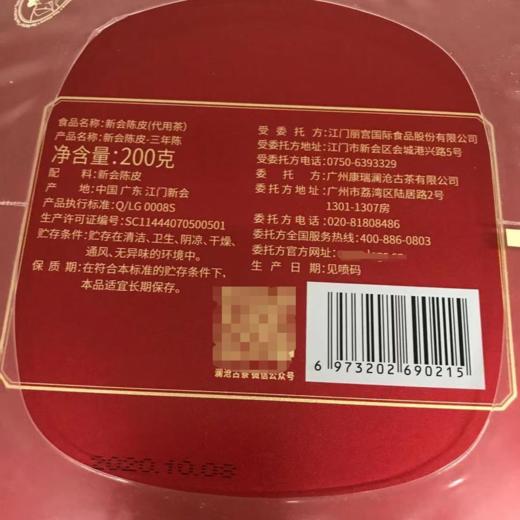 食品名称:新会陈皮(代用茶)
产品名称:新会陈皮-三年陈
净含量:200克
配 料:新会陈皮
产 地:中国 广东 江门新会
产品执行标准:Q/LG 0008S
生产许可证编号:SC11444070500501
贮存条件:贮存在清洁、卫生、阴凉、干燥、
通风、无异味的环境中。
保 质 期:在符合本标准的贮存条件下,
本品适宜长期保存。
受 委 托 方:江门丽宫国际食品股份有限公司
受委托方地址:江门市新会区会城港兴路5号
受委托方电话:0750-6393329
委 托 方:广州康瑞澜沧古茶有限公司
委托方地址:广州市荔湾区陆居路2号
1301-1307房
委托方电话:020-81808486
委托方全国服务热线:400-886-0803
委托方官方网址:
生 产 日 期:见喷码
澜沧古茶 微信公众号
6 973202 690215
2020.10.08